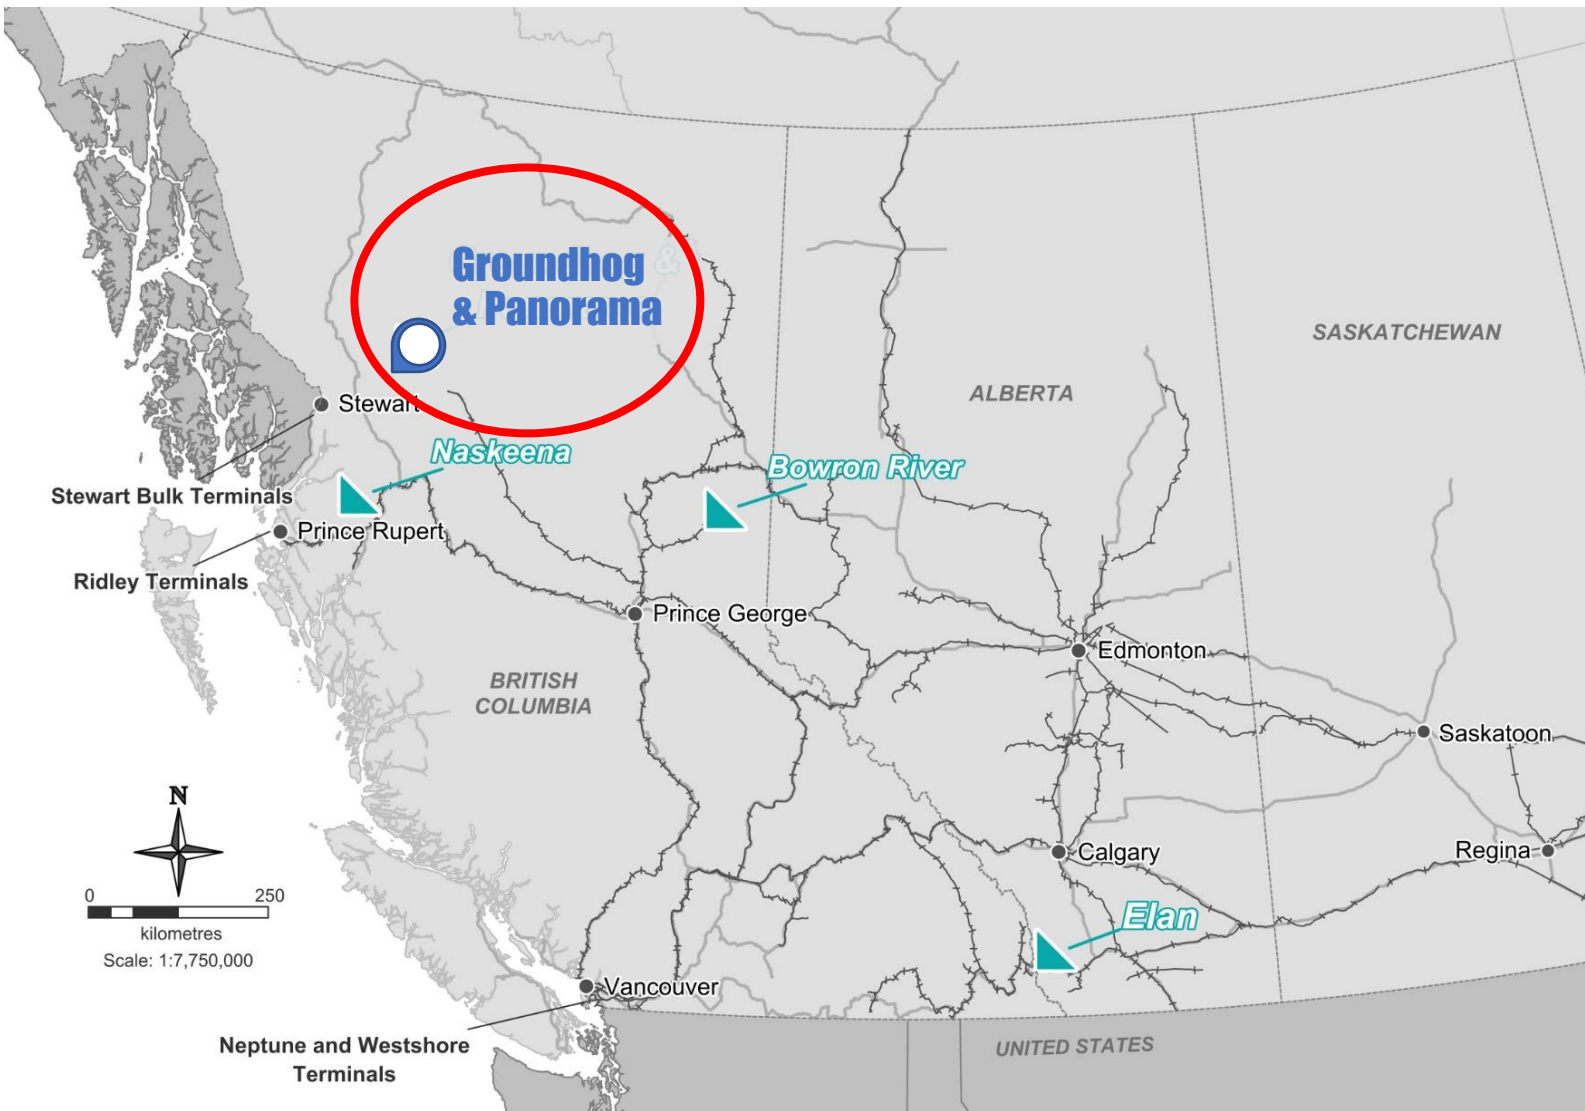 Groundhog
& Panorama
&
SASKATCHEWAN
ALBERTA
Stewart
Naskeena
Bowron River
Stewart Bulk Terminals
Prince Rupert
Ridley Terminals
Prince George
Edmonton
BRITISH
COLUMBIA
Saskatoon
N
Calgary
Regina
0 250
kilometres
Scale: 1:7,750,000
Elan
Vancouver
Neptune and Westshore
Terminals
UNITED STATES